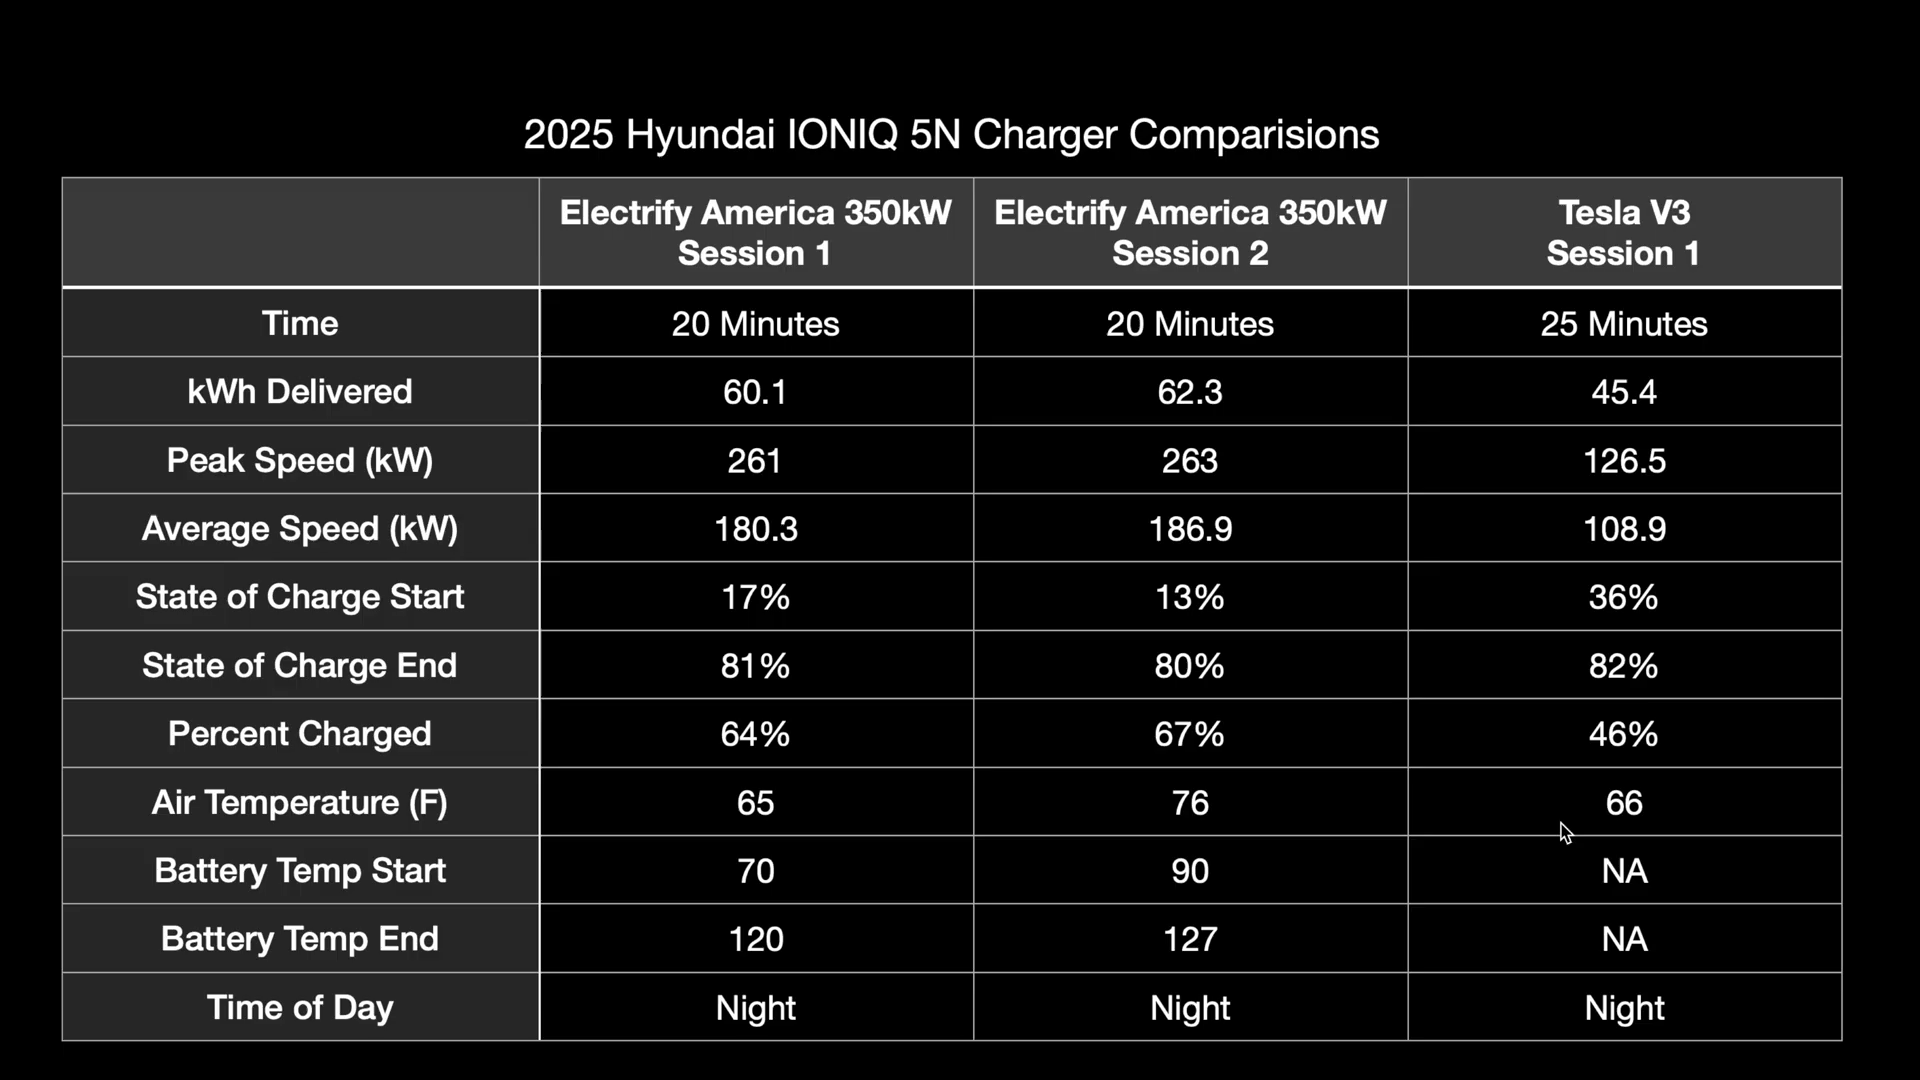 2025 Hyundai IONIQ 5N Charger Comparisions
Electrify America 350kW Session 1 Electrify America 350kW Session 2 Tesla V3 Session 1
Time 20 Minutes 20 Minutes 25 Minutes
kWh Delivered 60.1 62.3 45.4
Peak Speed (kW) 261 263 126.5
Average Speed (kW) 180.3 186.9 108.9
State of Charge Start 17% 13% 36%
State of Charge End 81% 80% 82%
Percent Charged 64% 67% 46%
Air Temperature (F) 65 76 66
Battery Temp Start 70 90 NA
Battery Temp End 120 127 NA
Time of Day Night Night Night